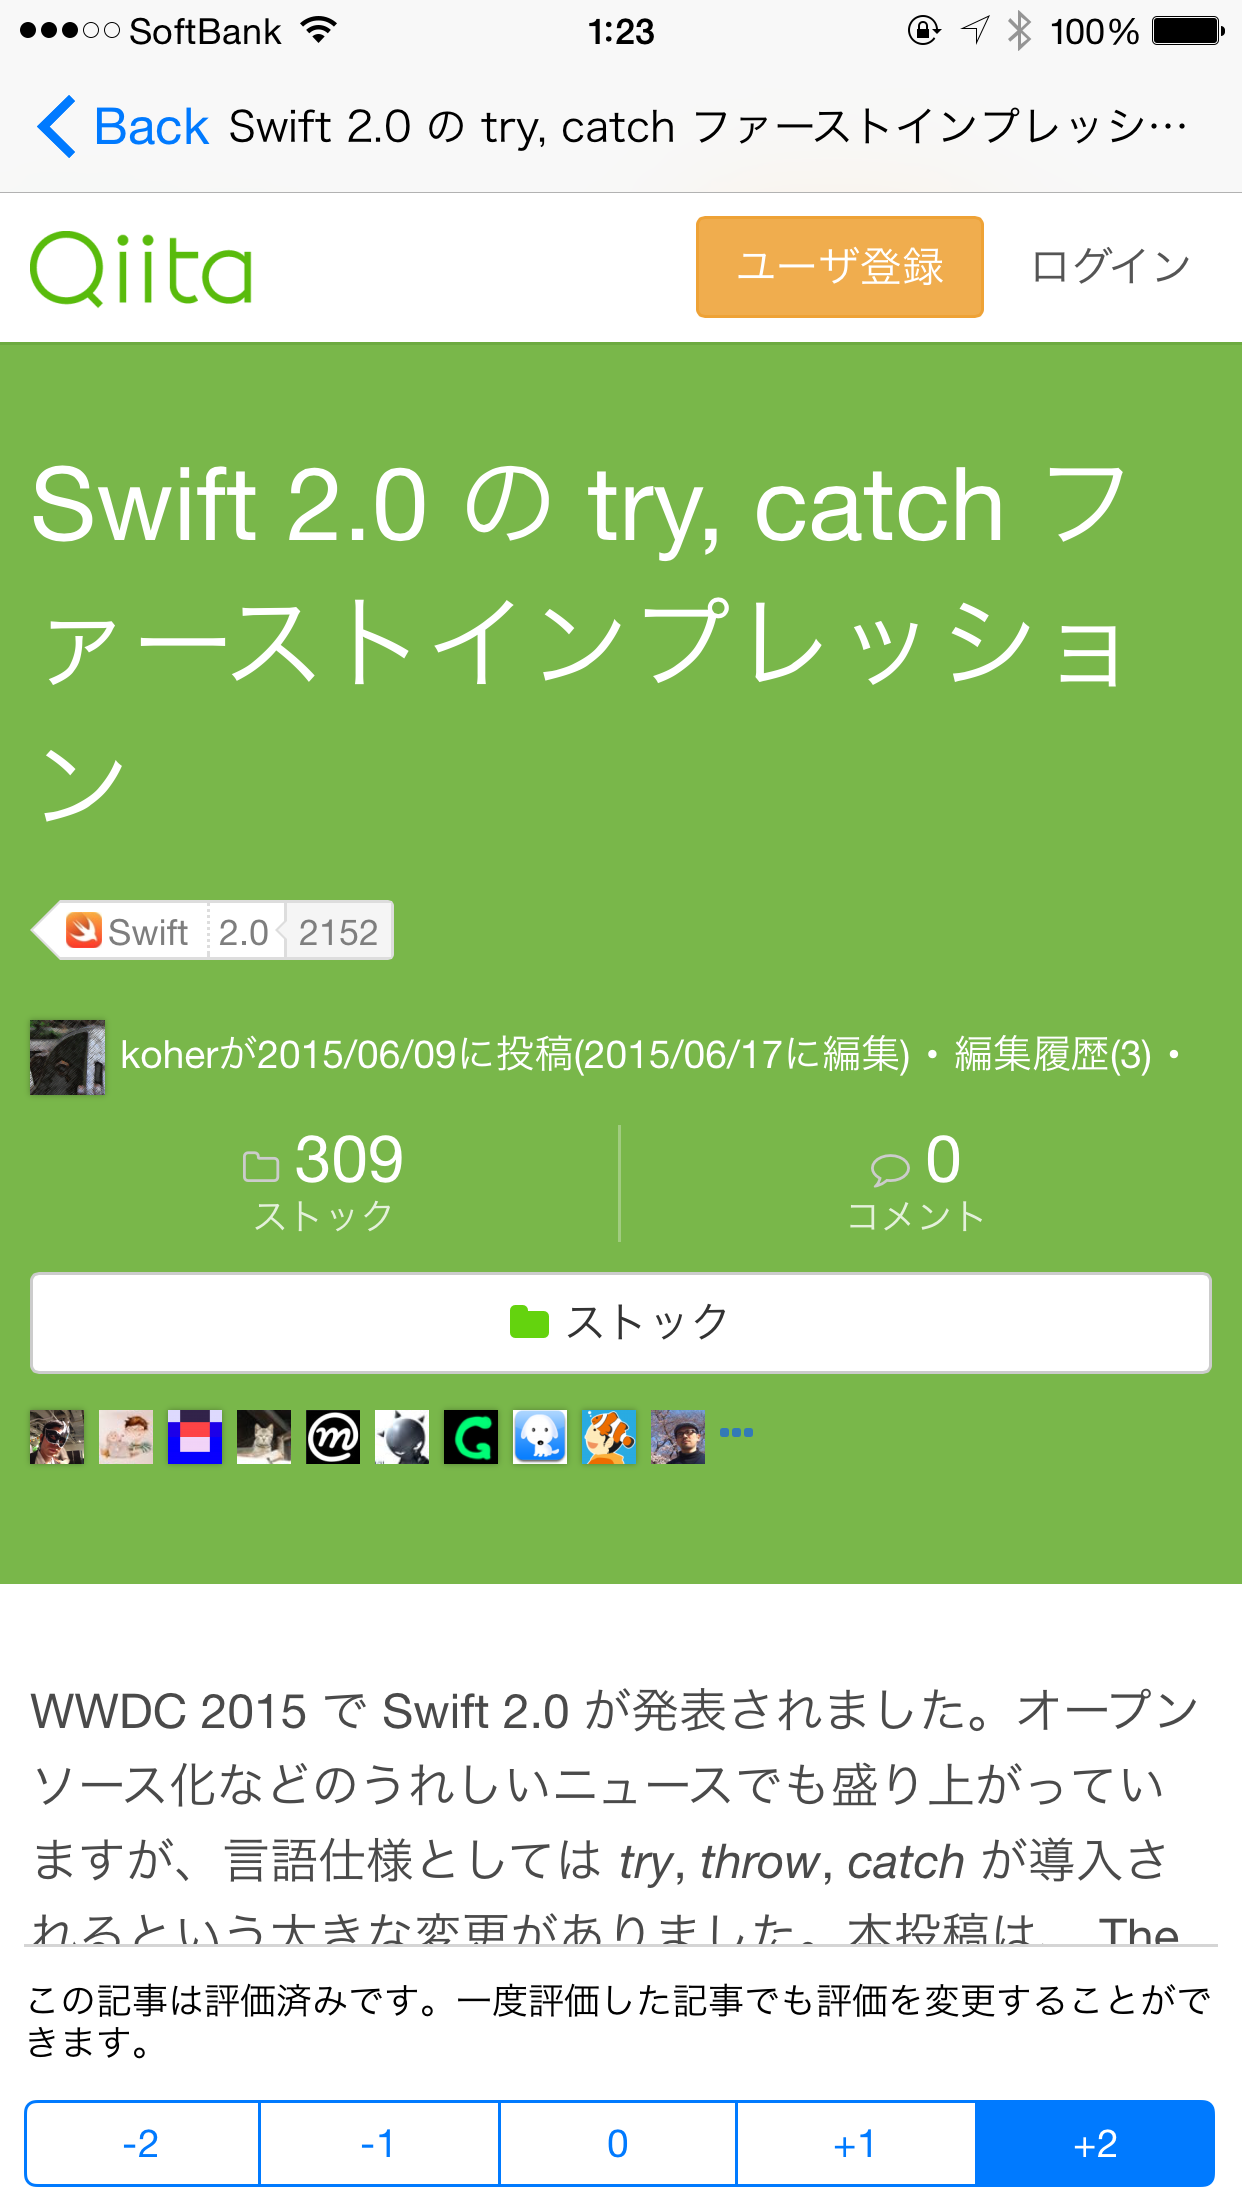 SoftBank 1:23 100%
Back Swift 2.0 の try, catch ファーストインプレッシ…
Qiita ユーザ登録 ログイン
Swift 2.0 の try, catch フ
ァーストインプレッショ
ン
Swift 2.0 2152
koherが2015/06/09に投稿(2015/06/17に編集)・編集履歴(3)・
309 0
ストック コメント
ストック
WWDC 2015 で Swift 2.0 が発表されました。オープン
ソース化などのうれしいニュースでも盛り上がってい
ますが、言語仕様としては try, throw, catch が導入さ
れるという大きな変更がありました。本投稿は、 The
この記事は評価済みです。一度評価した記事でも評価を変更することがで
きます。
-2 -1 0 +1 +2